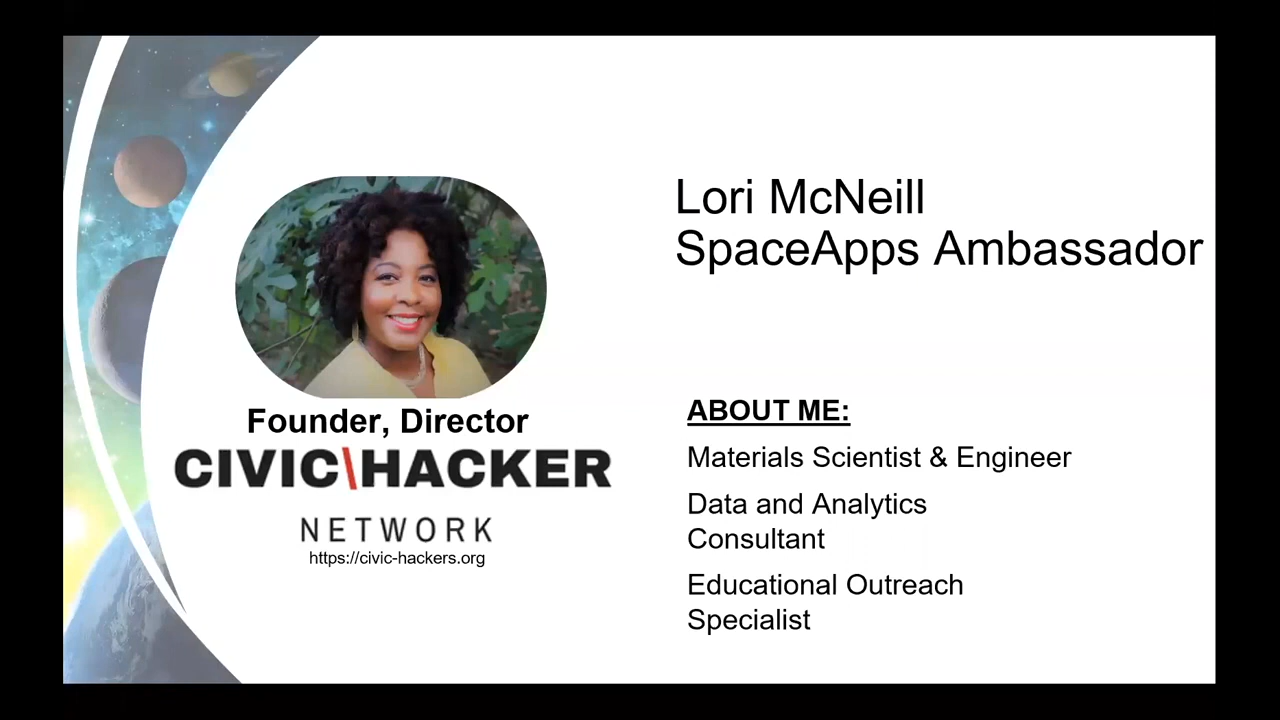 Lori McNeill
SpaceApps Ambassador
Founder, Director
CIVIC\HACKER
NETWORK
https://civic-hackers.org
ABOUT ME:
Materials Scientist & Engineer
Data and Analytics
Consultant
Educational Outreach
Specialist